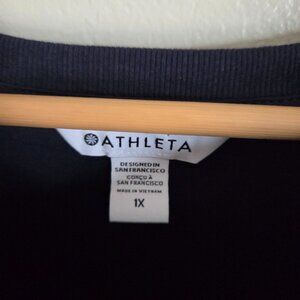 ATHLETA
DESIGNED IN
SAN FRANCISCO
CONÇU À
SAN FRANCISCO
MADE IN VIETNAM
1X